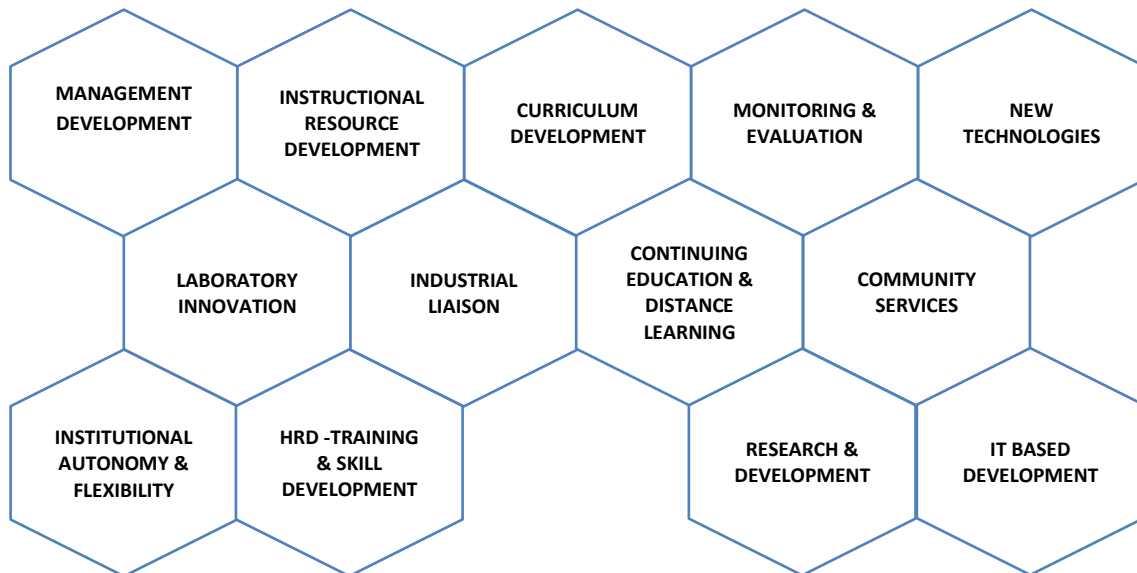 MANAGEMENT
DEVELOPMENT
INSTRUCTIONAL
RESOURCE
DEVELOPMENT
CURRICULUM
DEVELOPMENT
MONITORING &
EVALUATION
NEW
TECHNOLOGIES
LABORATORY
INNOVATION
INDUSTRIAL
LIAISON
CONTINUING
EDUCATION &
DISTANCE
LEARNING
COMMUNITY
SERVICES
INSTITUTIONAL
AUTONOMY &
FLEXIBILITY
HRD -TRAINING
& SKILL
DEVELOPMENT
RESEARCH &
DEVELOPMENT
IT BASED
DEVELOPMENT